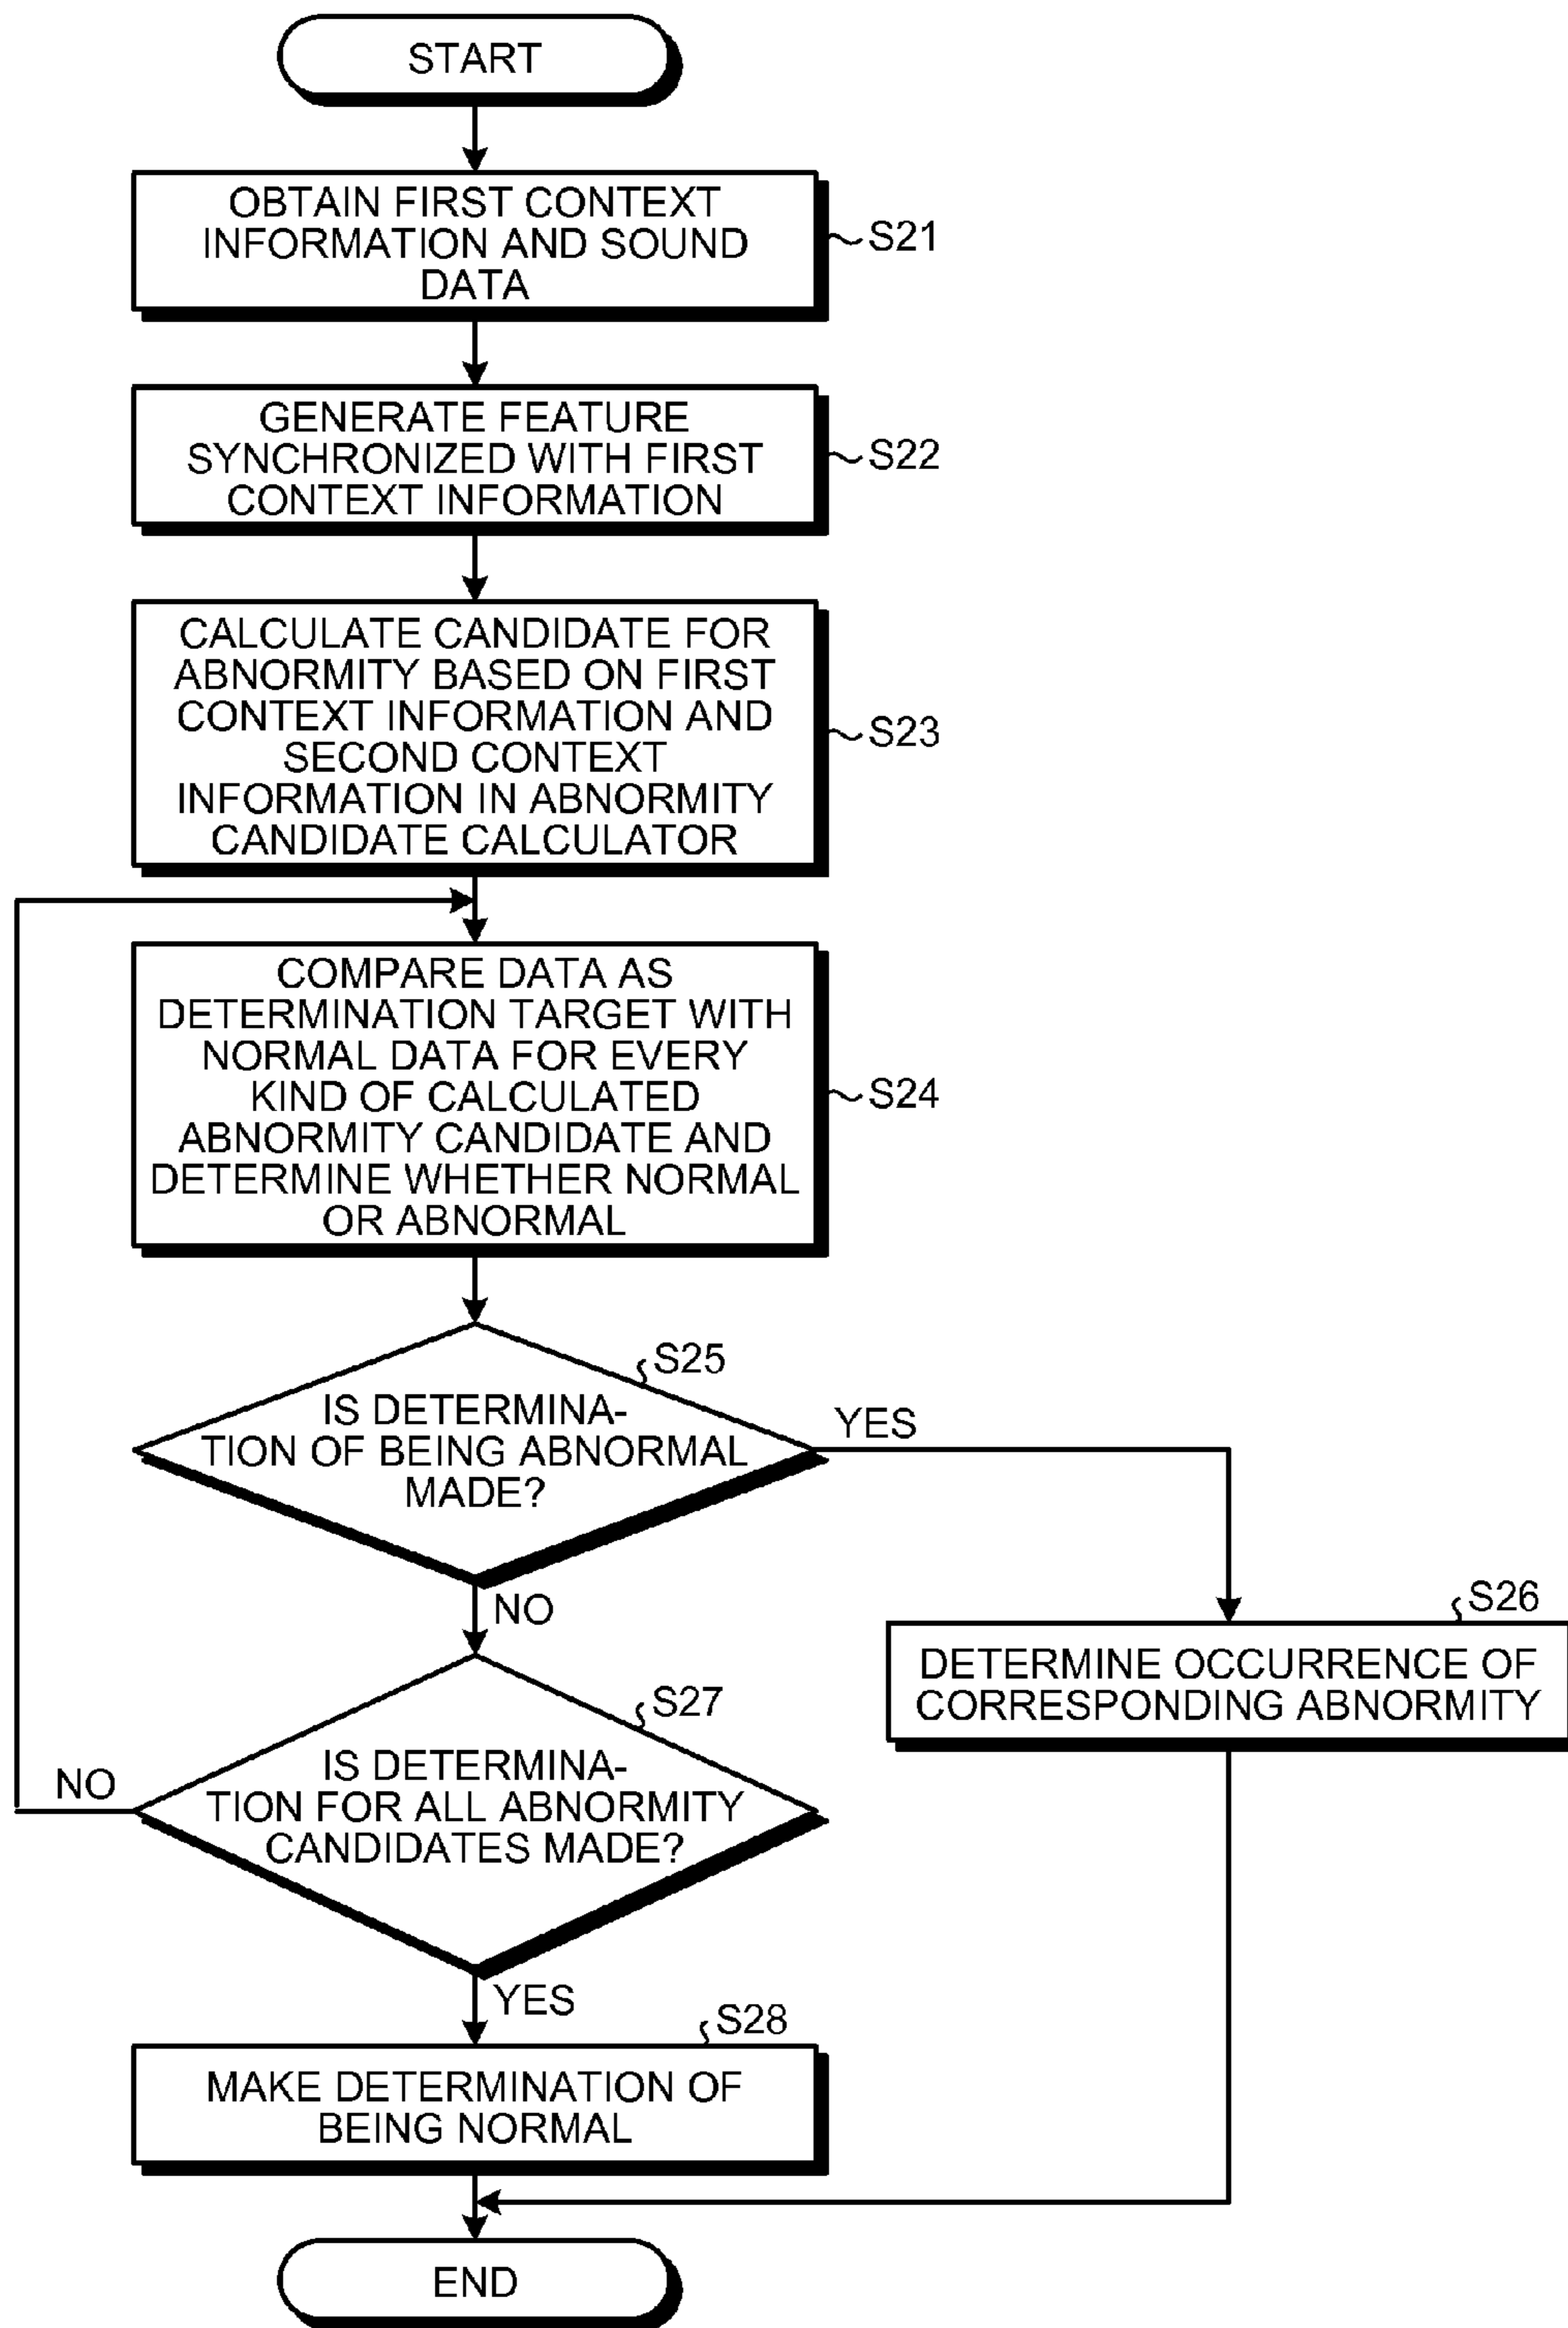 START
OBTAIN FIRST CONTEXT
INFORMATION AND SOUND
DATA
S21
GENERATE FEATURE
SYNCHRONIZED WITH FIRST
CONTEXT INFORMATION
S22
CALCULATE CANDIDATE FOR
ABNORMITY BASED ON FIRST
CONTEXT INFORMATION AND
SECOND CONTEXT
INFORMATION IN ABNORMITY
CANDIDATE CALCULATOR
S23
COMPARE DATA AS
DETERMINATION TARGET WITH
NORMAL DATA FOR EVERY
KIND OF CALCULATED
ABNORMITY CANDIDATE AND
DETERMINE WHETHER NORMAL
OR ABNORMAL
S24
S25
IS DETERMINA-
TION OF BEING ABNORMAL
MADE?
YES
NO
S26
DETERMINE OCCURRENCE OF
CORRESPONDING ABNORMITY
S27
IS DETERMINA-
TION FOR ALL ABNORMITY
CANDIDATES MADE?
NO
YES
S28
MAKE DETERMINATION OF
BEING NORMAL
END